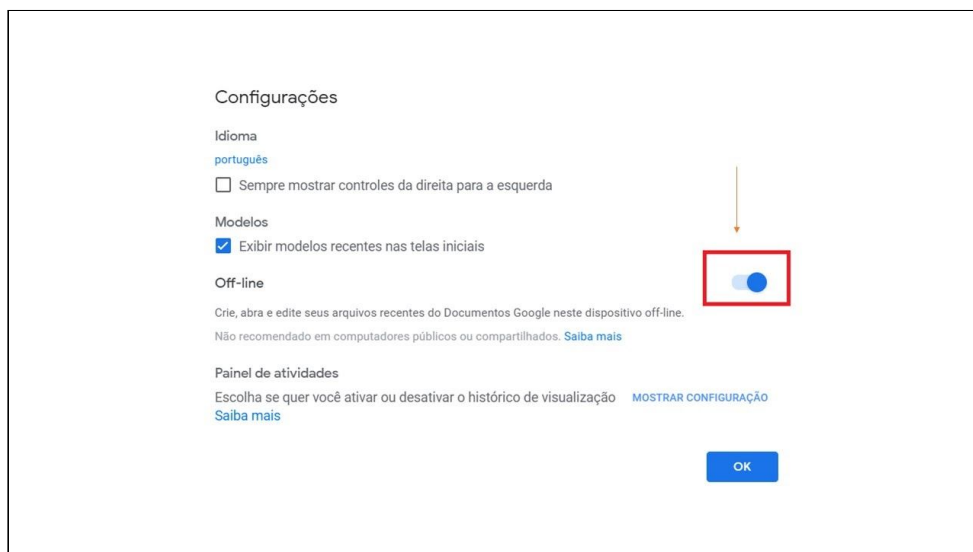 Configurações
Idioma
português
Sempre mostrar controles da direita para a esquerda
Modelos
Exibir modelos recentes nas telas iniciais
Off-line
Crie, abra e edite seus arquivos recentes do Documentos Google neste dispositivo off-line.
Não recomendado em computadores públicos ou compartilhados. Saiba mais
Painel de atividades
Escolha se quer você ativar ou desativar o histórico de visualização MOSTRAR CONFIGURAÇÃO
Saiba mais
OK